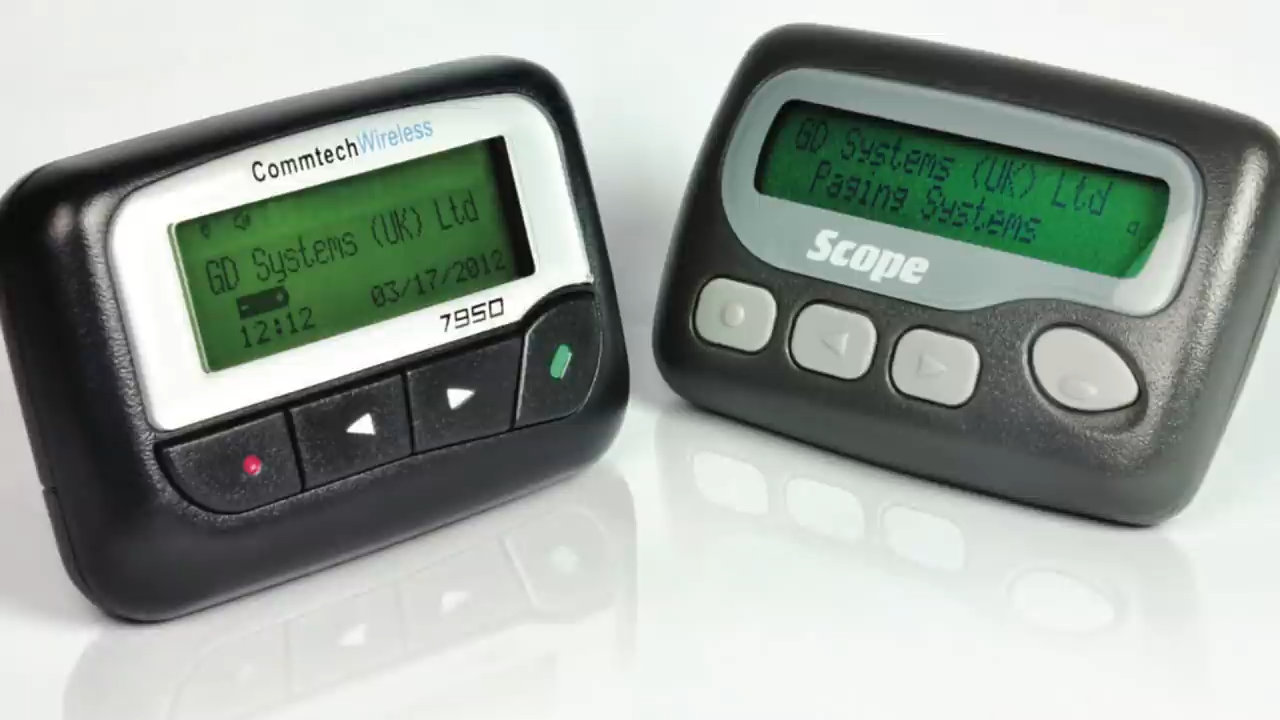 CommtechWireless
GD Systems (UK) Ltd
12:12 03/17/2012
7950
GD Systems (UK) Ltd
Paging Systems
Scope